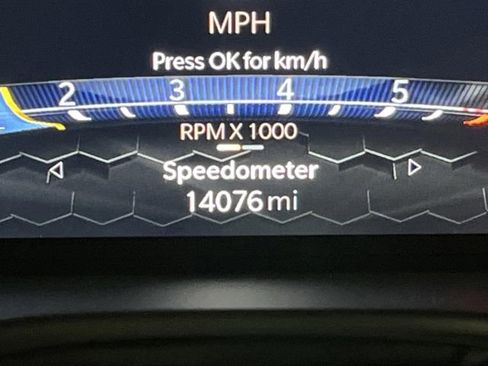 MPH
Press OK for km/h
2 3 4 5
RPM X 1000
Speedometer
14076 mi